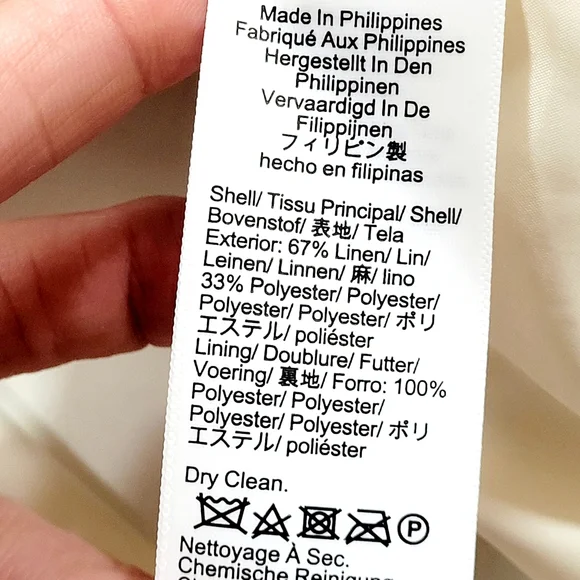 Made In Philippines
Fabriqué Aux Philippines
Hergestellt In Den
Philippinen
Vervaardigd In De
Filippijnen
フィリピン製
hecho en filipinas
Shell/ Tissu Principal/ Shell/
Bovenstof/ 表地/ Tela
Exterior: 67% Linen/ Lin/
Leinen/ Linnen/ 麻/ lino
33% Polyester/ Polyester/
Polyester/ Polyester/ ポリ
エステル/ poliéster
Lining/ Doublure/ Futter/
Voering/ 裏地/ Forro: 100%
Polyester/ Polyester/
Polyester/ Polyester/ ポリ
エステル/ poliéster
Dry Clean.
P
Nettoyage À Sec.
Chemische Reinigung